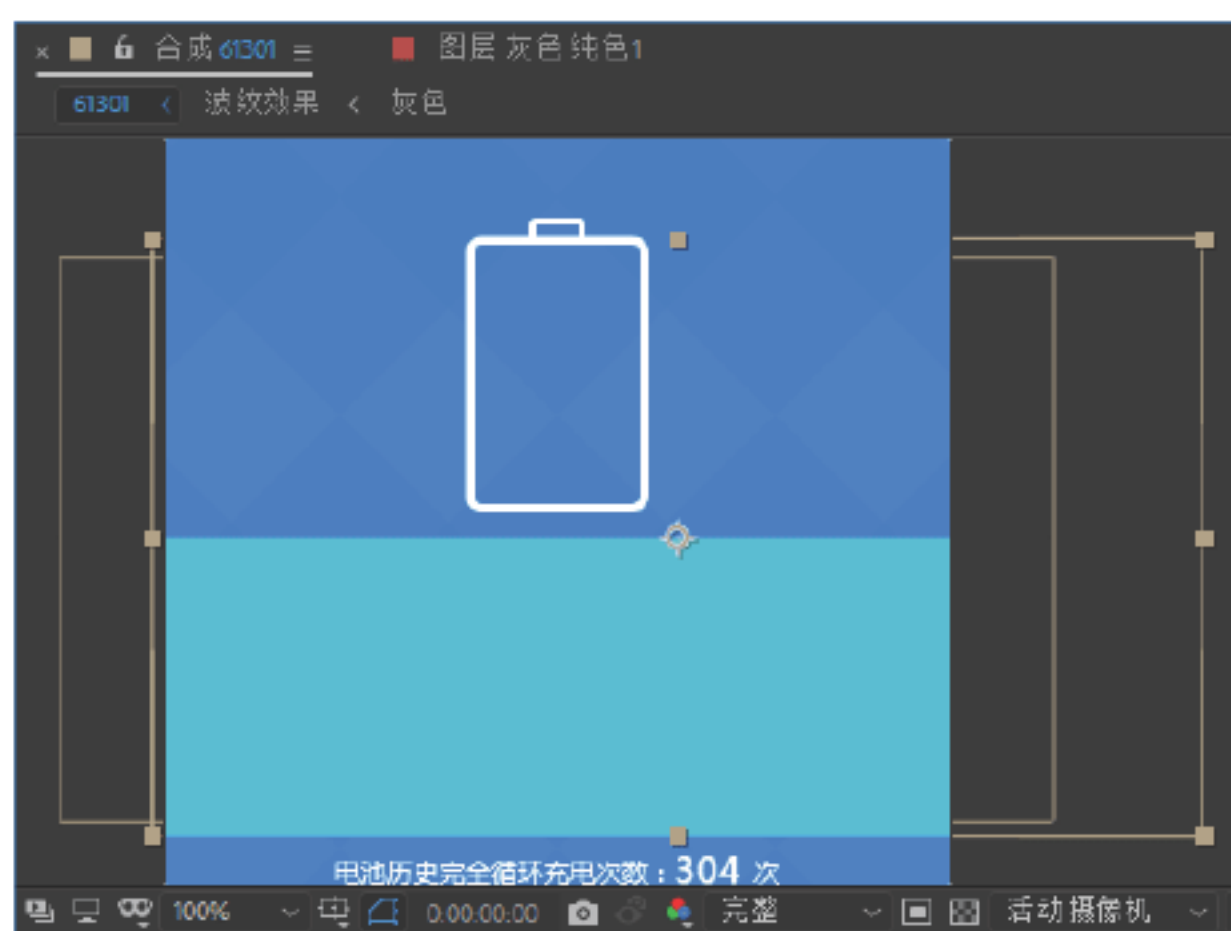 合成 61301 图层 灰色 纯色1
61301 波纹效果 灰色
电池历史完全循环充电次数：304 次
100% 0:00:00:00 完整 活动摄像机